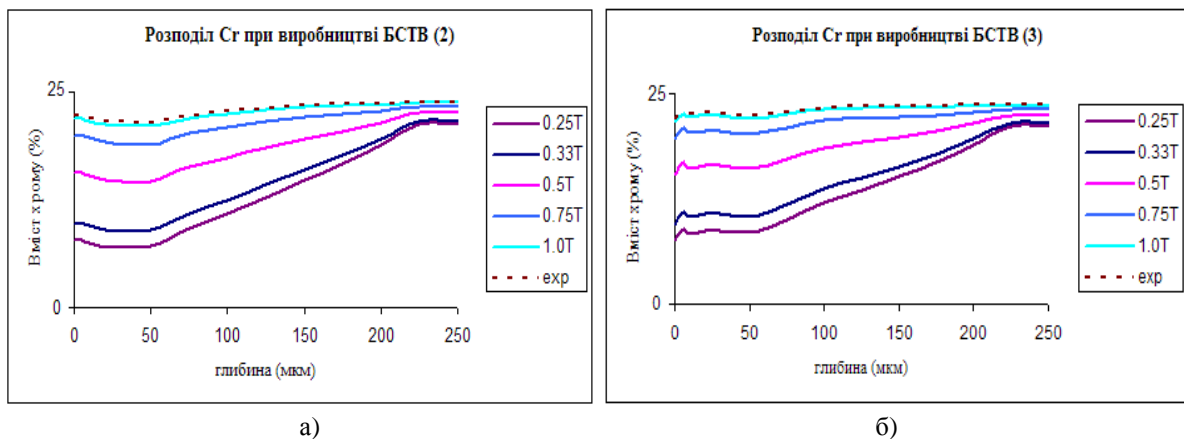 Розподіл Cr при виробництві БСТВ (2)
25
0
Вміст хрому (%)
0 50 100 150 200 250
глибина (мкм)
0.25T
0.33T
0.5T
0.75T
1.0T
exp
а)
Розподіл Cr при виробництві БСТВ (3)
25
0
Вміст хрому (%)
0 50 100 150 200 250
глибина (мкм)
0.25T
0.33T
0.5T
0.75T
1.0T
exp
б)